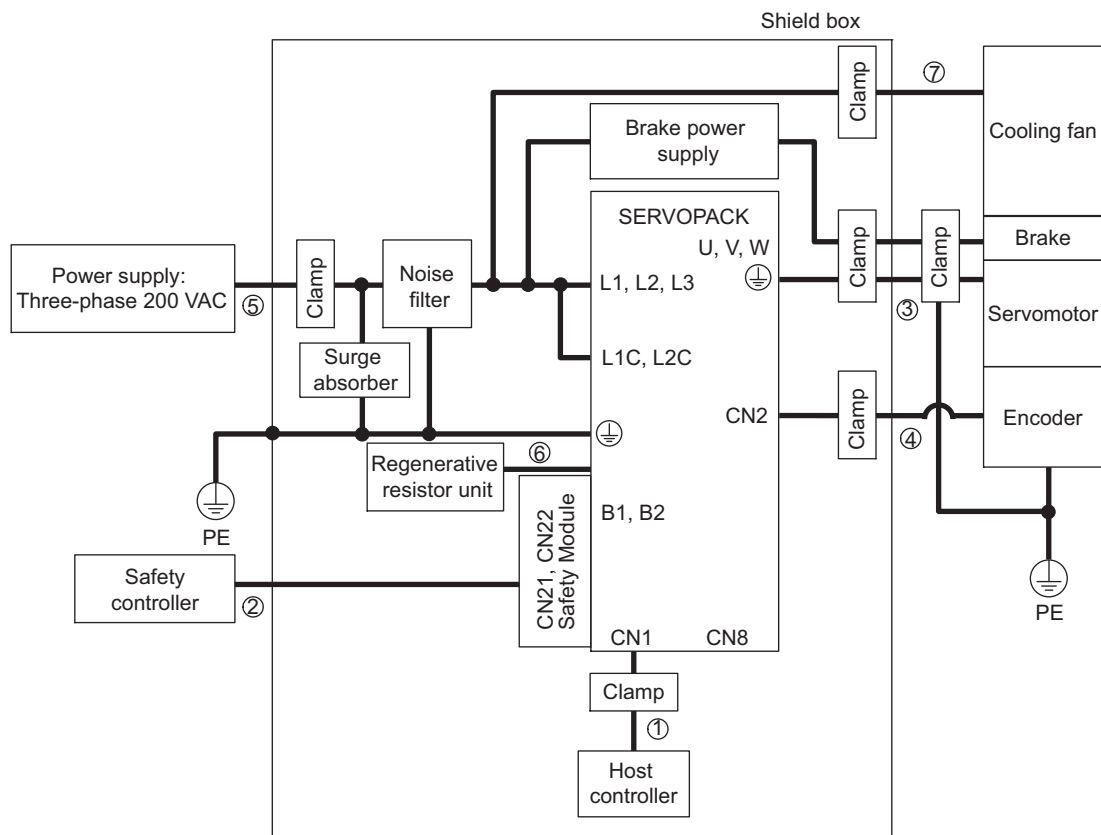 Shield box
Clamp
⑦
Cooling fan
Brake power
supply
SERVOPACK
U, V, W
Clamp
Clamp
Brake
Power supply:
Three-phase 200 VAC
⑤
Clamp
Noise
filter
L1, L2, L3
③
Servomotor
Surge
absorber
L1C, L2C
CN2
Clamp
④
Encoder
⑥
Regenerative
resistor unit
PE
B1, B2
CN21, CN22
Safety Module
Safety
controller
②
PE
CN1
CN8
Clamp
①
Host
controller